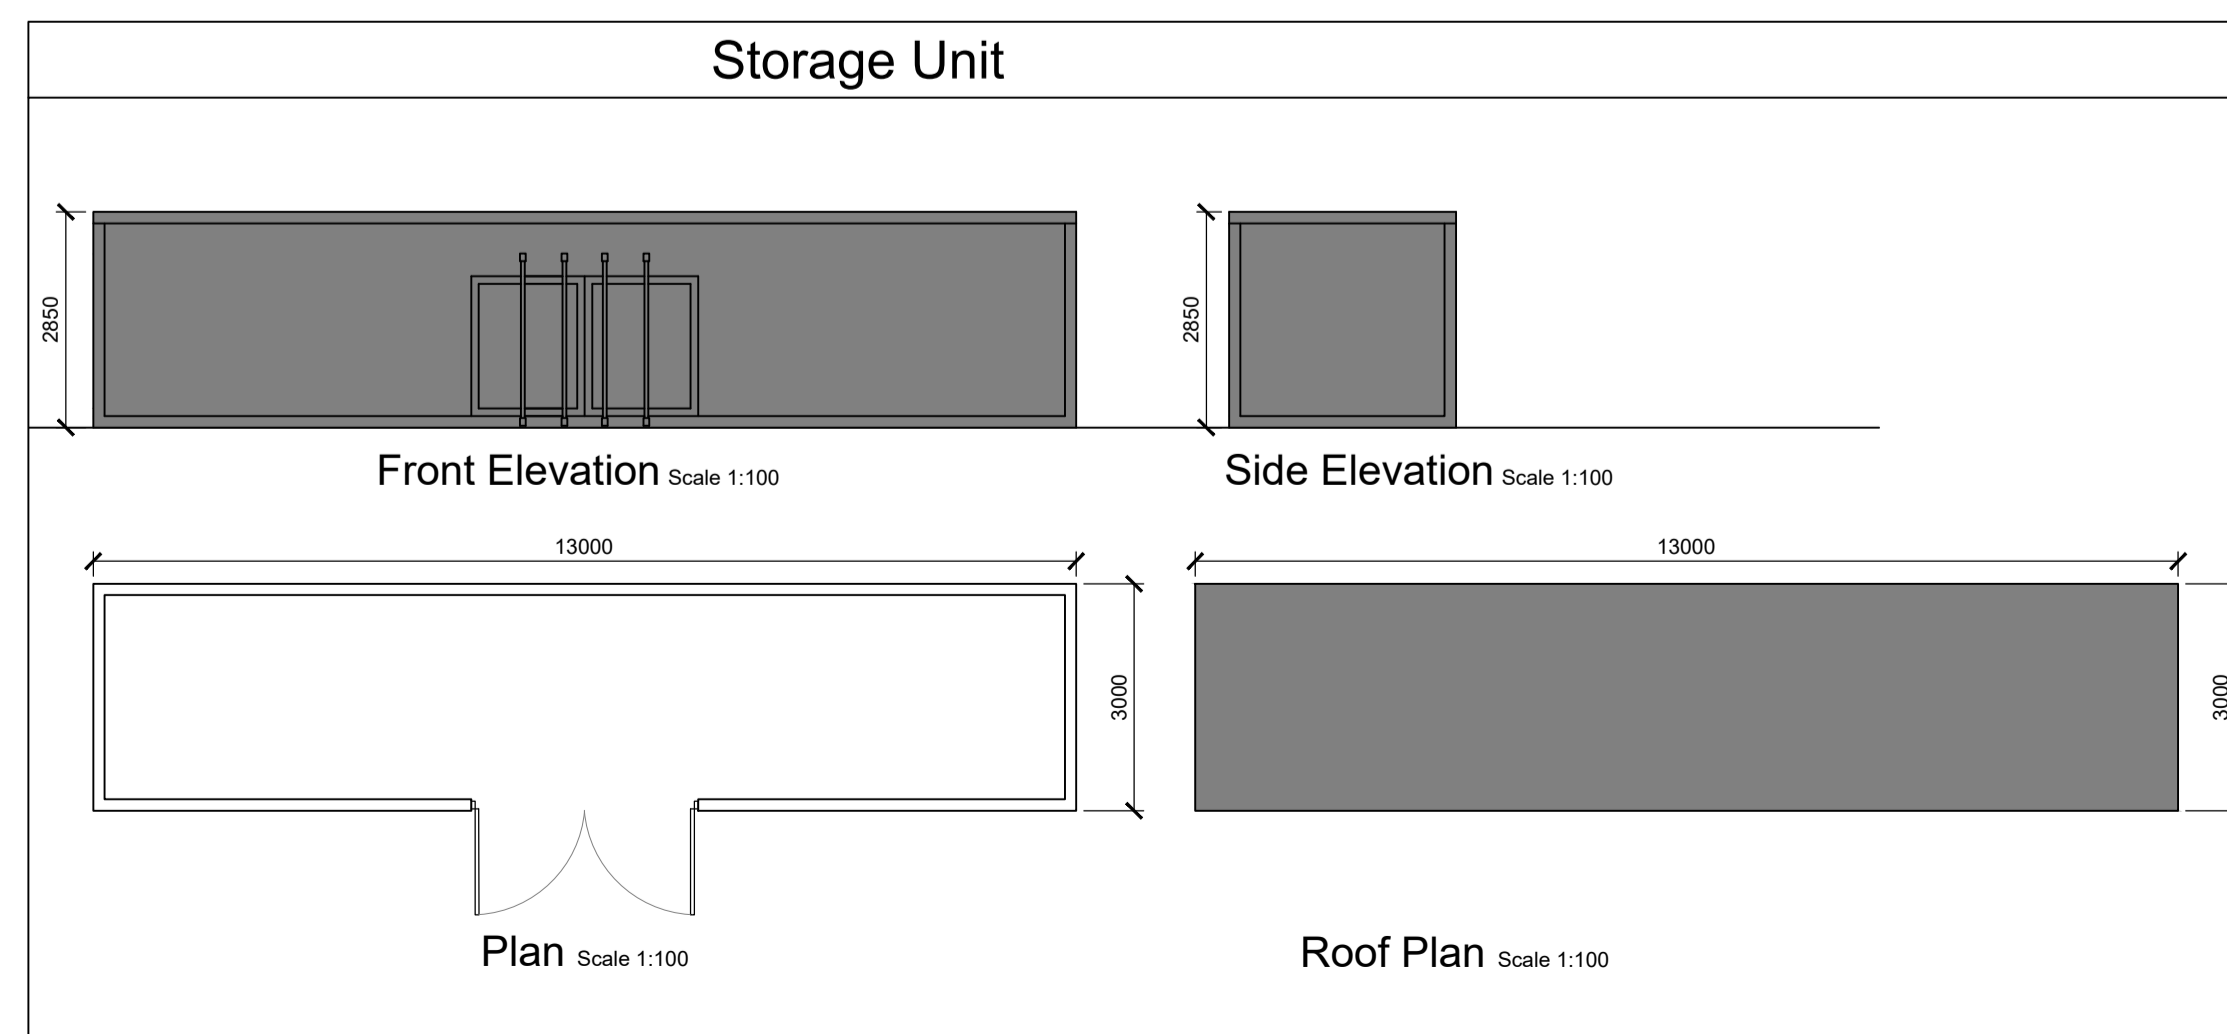 Storage Unit
2850
2850
Front Elevation Scale 1:100
Side Elevation Scale 1:100
13000
13000
3000
3000
Plan Scale 1:100
Roof Plan Scale 1:100